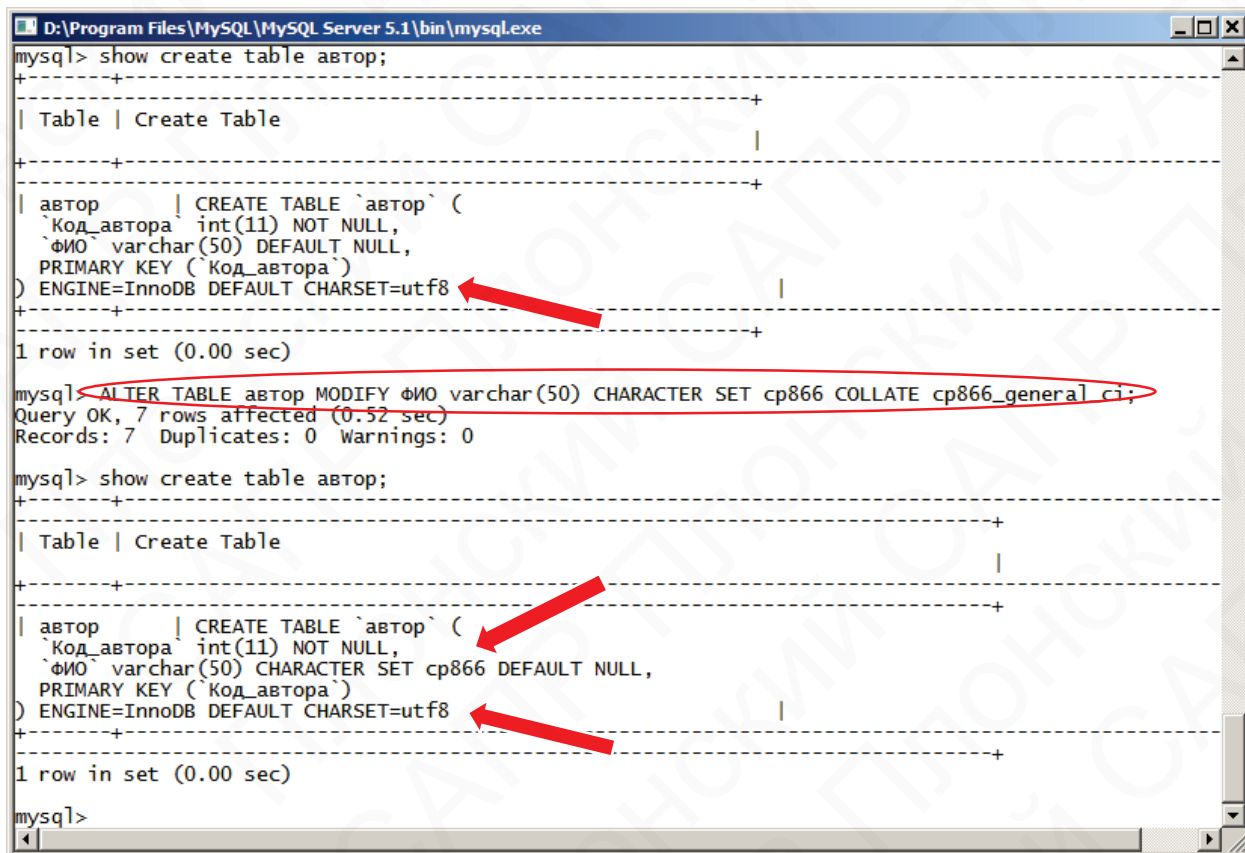 D:\Program Files\MySQL\MySQL Server 5.1\bin\mysql.exe
mysql> show create table автор;
+-------+------------------------------------------------------------------------------------------
------------------------------------------------------------+
| Table | Create Table
|
+-------+------------------------------------------------------------------------------------------
------------------------------------------------------------+
| автор | CREATE TABLE `автор` (
`Код_автора` int(11) NOT NULL,
`ФИО` varchar(50) DEFAULT NULL,
PRIMARY KEY (`Код_автора`)
) ENGINE=InnoDB DEFAULT CHARSET=utf8 |
+-------+------------------------------------------------------------------------------------------
------------------------------------------------------------+
1 row in set (0.00 sec)
mysql> ALTER TABLE автор MODIFY ФИО varchar(50) CHARACTER SET cp866 COLLATE cp866_general_ci;
Query OK, 7 rows affected (0.52 sec)
Records: 7 Duplicates: 0 Warnings: 0
mysql> show create table автор;
+-------+------------------------------------------------------------------------------------------
--------------------------------------------------------------------------------+
| Table | Create Table
|
+-------+------------------------------------------------------------------------------------------
--------------------------------------------------------------------------------+
| автор | CREATE TABLE `автор` (
`Код_автора` int(11) NOT NULL,
`ФИО` varchar(50) CHARACTER SET cp866 DEFAULT NULL,
PRIMARY KEY (`Код_автора`)
) ENGINE=InnoDB DEFAULT CHARSET=utf8 |
+-------+------------------------------------------------------------------------------------------
--------------------------------------------------------------------------------+
1 row in set (0.00 sec)
mysql>